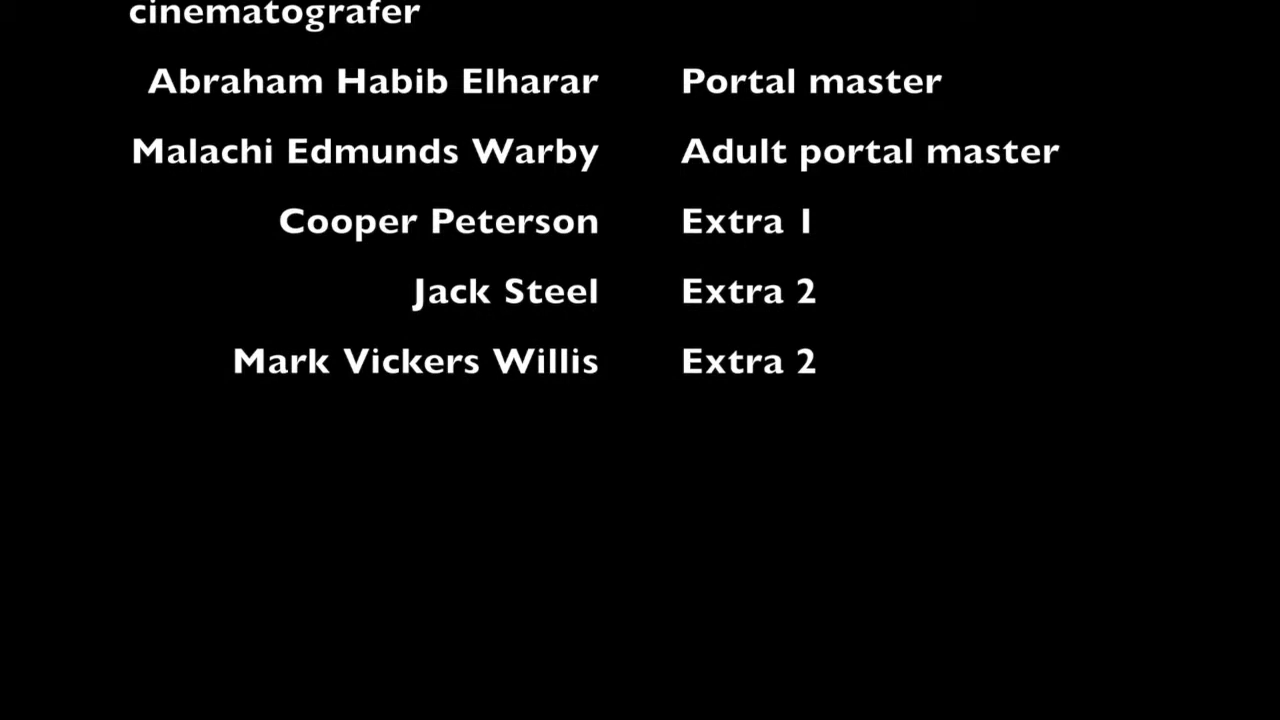 cinematografer
Abraham Habib Elharar Portal master
Malachi Edmunds Warby Adult portal master
Cooper Peterson Extra 1
Jack Steel Extra 2
Mark Vickers Willis Extra 2